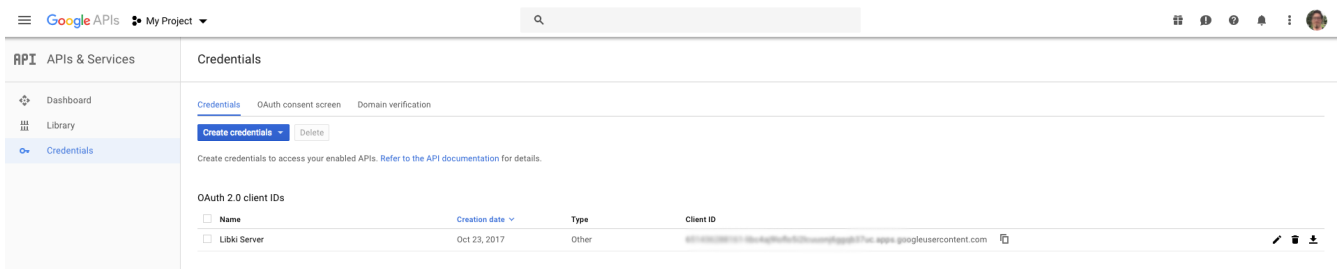 Google APIs My Project
API APIs & Services
Credentials
Dashboard
Library
Credentials
Credentials OAuth consent screen Domain verification
Create credentials Delete
Create credentials to access your enabled APIs. Refer to the API documentation for details.
OAuth 2.0 client IDs
Name Creation date Type Client ID
Libki Server Oct 23, 2017 Other .apps.googleusercontent.com